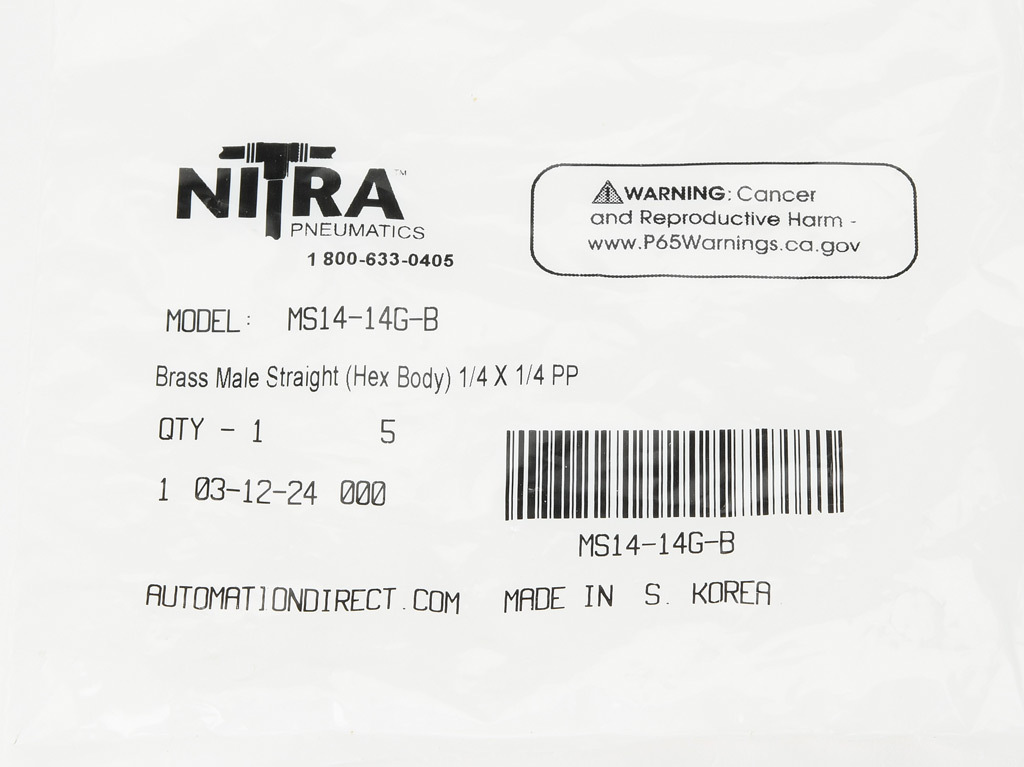 NITRA™
PNEUMATICS
1 800-633-0405
⚠WARNING: Cancer
and Reproductive Harm -
www.P65Warnings.ca.gov
MODEL: MS14-14G-B
Brass Male Straight (Hex Body) 1/4 X 1/4 PP
QTY - 1 5
1 03-12-24 000
MS14-14G-B
AUTOMATIONDIRECT.COM MADE IN S. KOREA